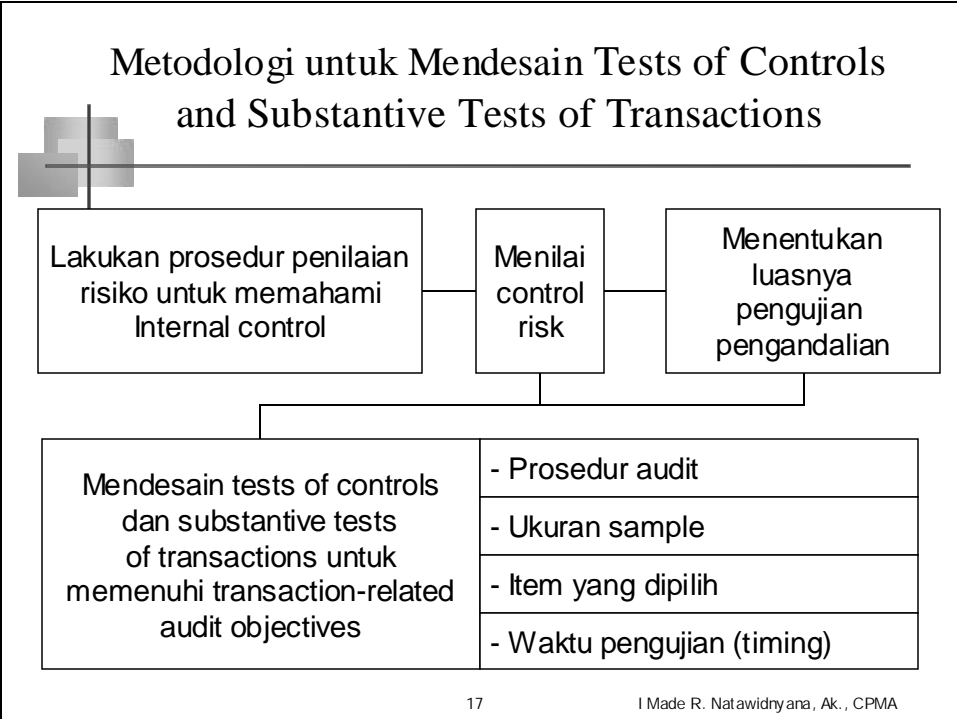 Metodologi untuk Mendesain Tests of Controls
and Substantive Tests of Transactions
Lakukan prosedur penilaian
risiko untuk memahami
Internal control
Menilai
control
risk
Menentukan
luasnya
pengujian
pengandalian
Mendesain tests of controls
dan substantive tests
of transactions untuk
memenuhi transaction-related
audit objectives
- Prosedur audit
- Ukuran sample
- Item yang dipilih
- Waktu pengujian (timing)
17
I Made R. Natawidnyana, Ak., CPMA